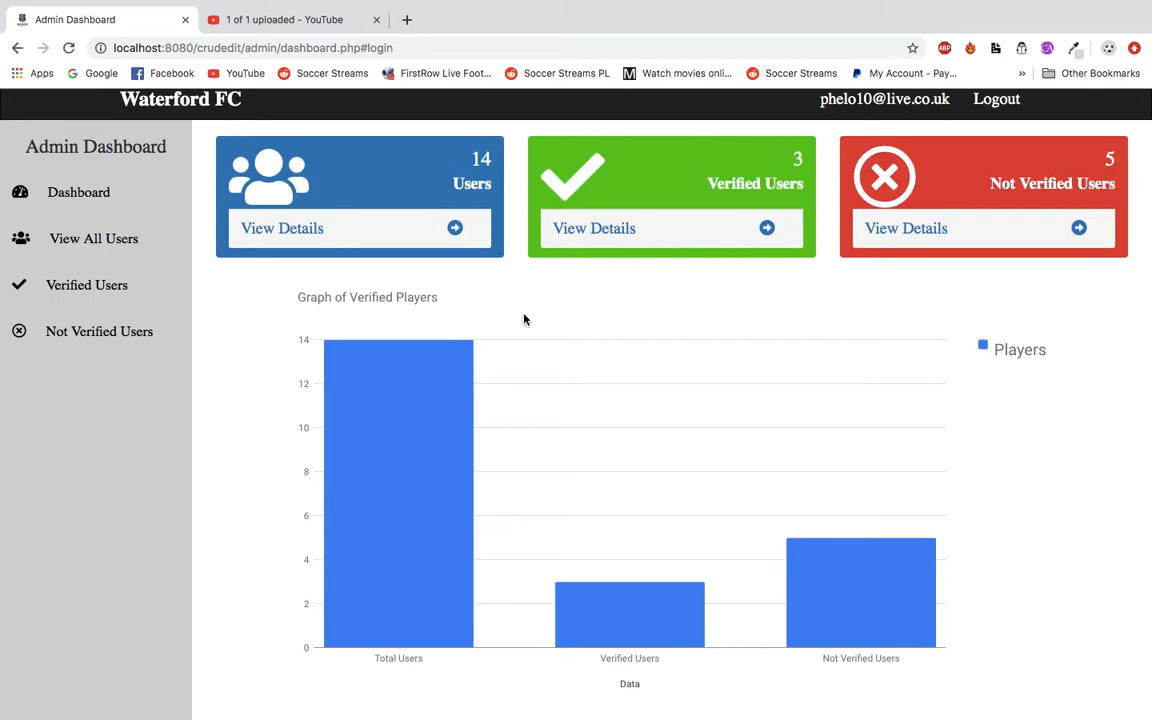 Admin Dashboard
1 of 1 uploaded - YouTube
localhost:8080/crudedit/admin/dashboard.php#login
ABP
Apps
Google
Facebook
YouTube
Soccer Streams
FirstRow Live Foot...
Soccer Streams PL
Watch movies onli...
Soccer Streams
My Account - Pay...
»
Other Bookmarks
Waterford FC
phelo10@live.co.uk
Logout
Admin Dashboard
Dashboard
View All Users
Verified Users
Not Verified Users
14
Users
View Details
3
Verified Users
View Details
5
Not Verified Users
View Details
Graph of Verified Players
14
12
10
8
6
4
2
0
Players
Total Users
Verified Users
Not Verified Users
Data